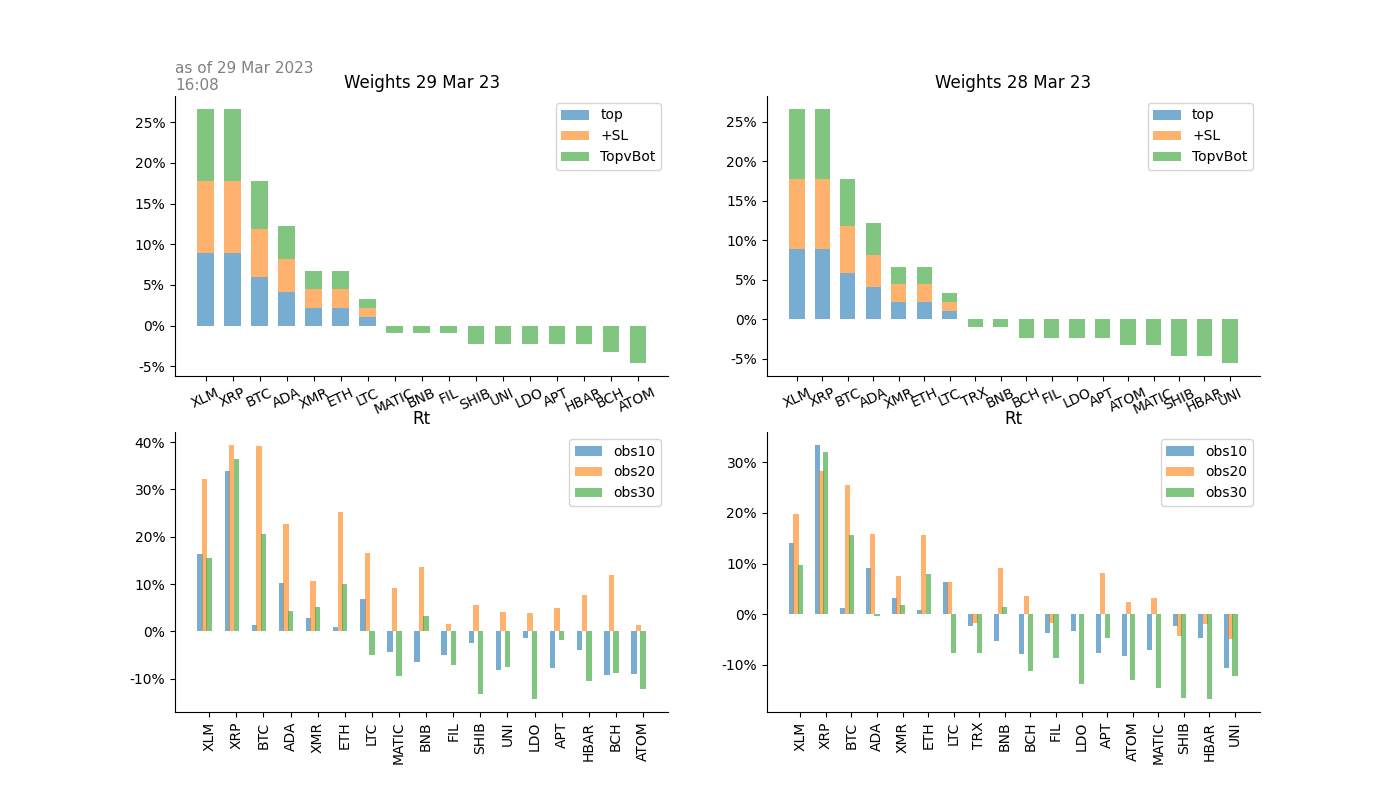 as of 29 Mar 2023
16:08
Weights 29 Mar 23
25%
20%
15%
10%
5%
0%
-5%
top
+SL
TopvBot
XLM XRP BTC ADA XMR ETH LTC MATIC BNB FIL SHIB UNI LDO APT HBAR BCH ATOM
Weights 28 Mar 23
25%
20%
15%
10%
5%
0%
-5%
top
+SL
TopvBot
XLM XRP BTC ADA XMR ETH LTC TRX BNB BCH FIL LDO APT ATOM MATIC SHIB HBAR UNI
Rt
40%
30%
20%
10%
0%
-10%
obs10
obs20
obs30
XLM XRP BTC ADA XMR ETH LTC MATIC BNB FIL SHIB UNI LDO APT HBAR BCH ATOM
Rt
30%
20%
10%
0%
-10%
obs10
obs20
obs30
XLM XRP BTC ADA XMR ETH LTC TRX BNB BCH FIL LDO APT ATOM MATIC SHIB HBAR UNI